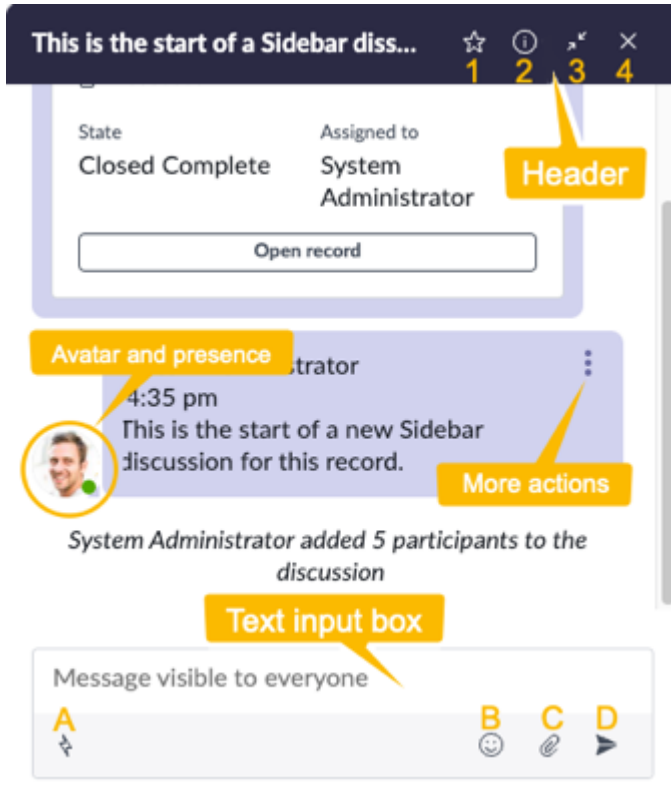 This is the start of a Sidebar diss...
1 2 3 4
Header
State
Assigned to
Closed Complete
System
Administrator
Open record
Avatar and presence
strator
4:35 pm
This is the start of a new Sidebar
discussion for this record.
More actions
System Administrator added 5 participants to the
discussion
Text input box
Message visible to everyone
A B C D